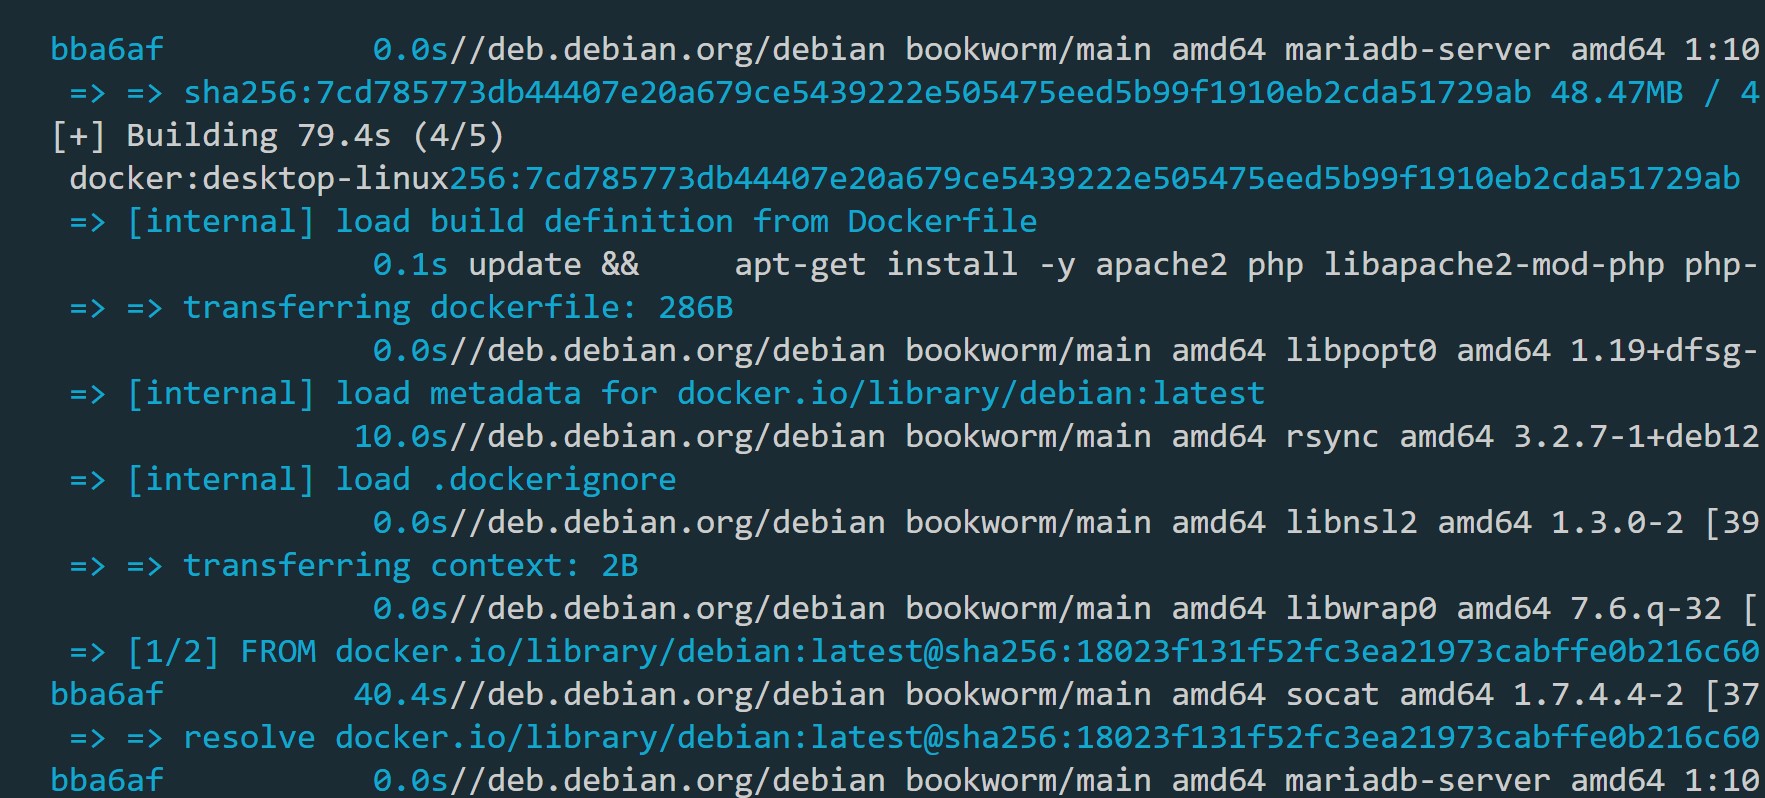 bba6af 0.0s//deb.debian.org/debian bookworm/main amd64 mariadb-server amd64 1:10
=> => sha256:7cd785773db44407e20a679ce5439222e505475eed5b99f1910eb2cda51729ab 48.47MB / 4
[+] Building 79.4s (4/5)
docker:desktop-linux256:7cd785773db44407e20a679ce5439222e505475eed5b99f1910eb2cda51729ab
=> [internal] load build definition from Dockerfile
0.1s update && apt-get install -y apache2 php libapache2-mod-php php-
=> => transferring dockerfile: 286B
0.0s//deb.debian.org/debian bookworm/main amd64 libpopt0 amd64 1.19+dfsg-
=> [internal] load metadata for docker.io/library/debian:latest
10.0s//deb.debian.org/debian bookworm/main amd64 rsync amd64 3.2.7-1+deb12
=> [internal] load .dockerignore
0.0s//deb.debian.org/debian bookworm/main amd64 libnsl2 amd64 1.3.0-2 [39
=> => transferring context: 2B
0.0s//deb.debian.org/debian bookworm/main amd64 libwrap0 amd64 7.6.q-32 [
=> [1/2] FROM docker.io/library/debian:latest@sha256:18023f131f52fc3ea21973cabffe0b216c60
bba6af 40.4s//deb.debian.org/debian bookworm/main amd64 socat amd64 1.7.4.4-2 [37
=> => resolve docker.io/library/debian:latest@sha256:18023f131f52fc3ea21973cabffe0b216c60
bba6af 0.0s//deb.debian.org/debian bookworm/main amd64 mariadb-server amd64 1:10